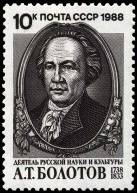 10К ПОЧТА СССР 1988
ДЕЯТЕЛЬ РУССКОЙ НАУКИ И КУЛЬТУРЫ
А.Т.БОЛОТОВ 1738
1833